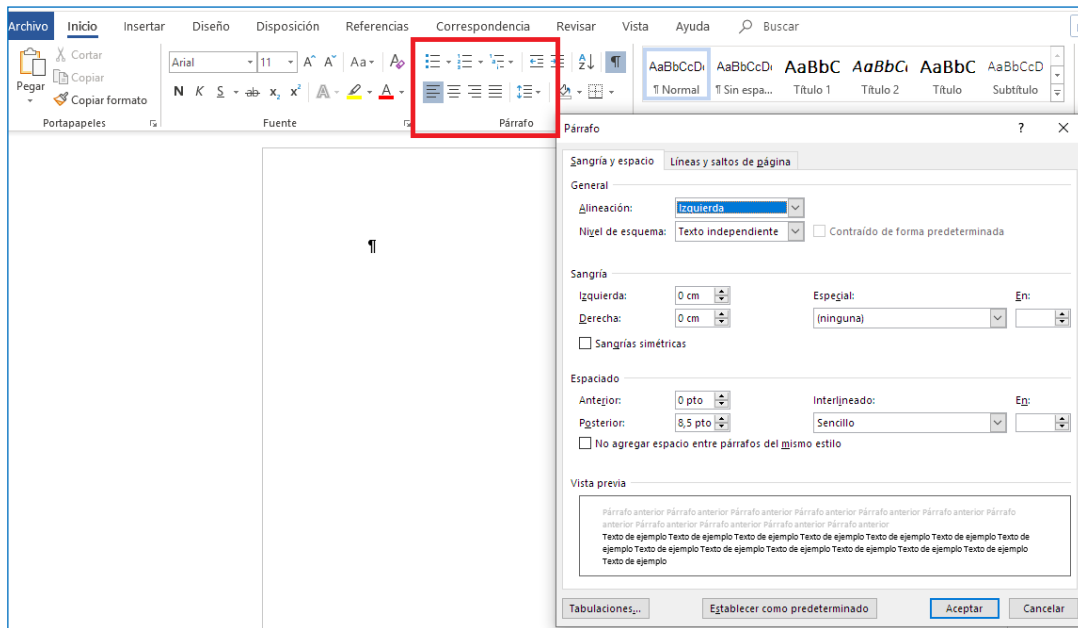 Archivo Inicio Insertar Diseño Disposición Referencias Correspondencia Revisar Vista Ayuda Buscar
Pegar
Cortar
Copiar
Copiar formato
Portapapeles
Arial 11 A A Aa A
N K S ab x₂ x² A A
Fuente
Párrafo
AaBbCcDı AaBbCcDı AaBbC AaBbCı AaBbC AaBbCcD
¶ Normal ¶ Sin espa... Título 1 Título 2 Título Subtítulo
¶
Párrafo ? X
Sangría y espacio Líneas y saltos de página
General
Alineación: Izquierda
Nivel de esquema: Texto independiente Contraído de forma predeterminada
Sangría
Izquierda: 0 cm Especial: En:
Derecha: 0 cm (ninguna)
Sangrías simétricas
Espaciado
Anterior: 0 pto Interlineado: En:
Posterior: 8,5 pto Sencillo
No agregar espacio entre párrafos del mismo estilo
Vista previa
Párrafo anterior Párrafo anterior Párrafo anterior Párrafo anterior Párrafo anterior Párrafo anterior Párrafo
anterior Párrafo anterior Párrafo anterior Párrafo anterior Párrafo anterior
Texto de ejemplo Texto de ejemplo Texto de ejemplo Texto de ejemplo Texto de ejemplo Texto de ejemplo Texto de
ejemplo Texto de ejemplo Texto de ejemplo Texto de ejemplo Texto de ejemplo Texto de ejemplo Texto de ejemplo
Texto de ejemplo
Tabulaciones... Establecer como predeterminado Aceptar Cancelar